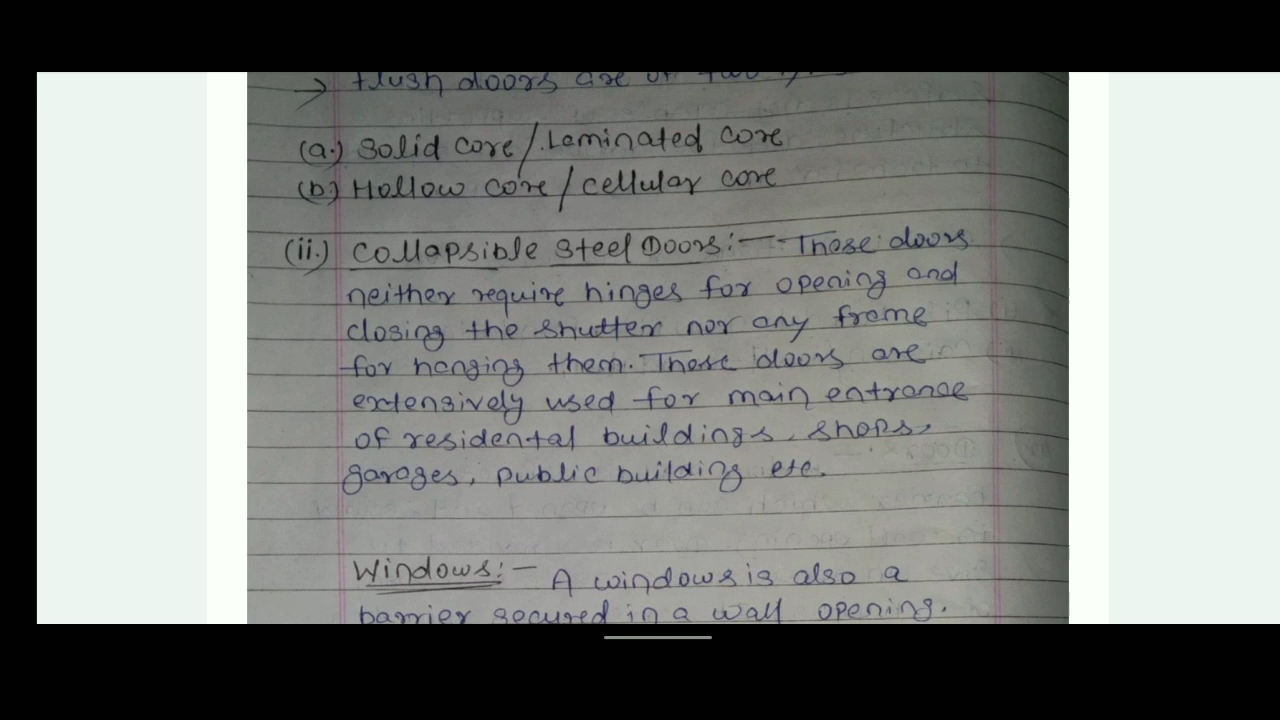 → flush doors are of two
(a.) Solid core / Laminated core
(b.) Hollow core / cellular core
(ii.) Collapsible Steel Doors:— These doors
neither require hinges for opening and
closing the shutter nor any frame
for hanging them. These doors are
extensively used for main entrance
of residental buildings, shops,
garages, public building etc.
Windows:— A windows is also a
barrier secured in a wall opening.